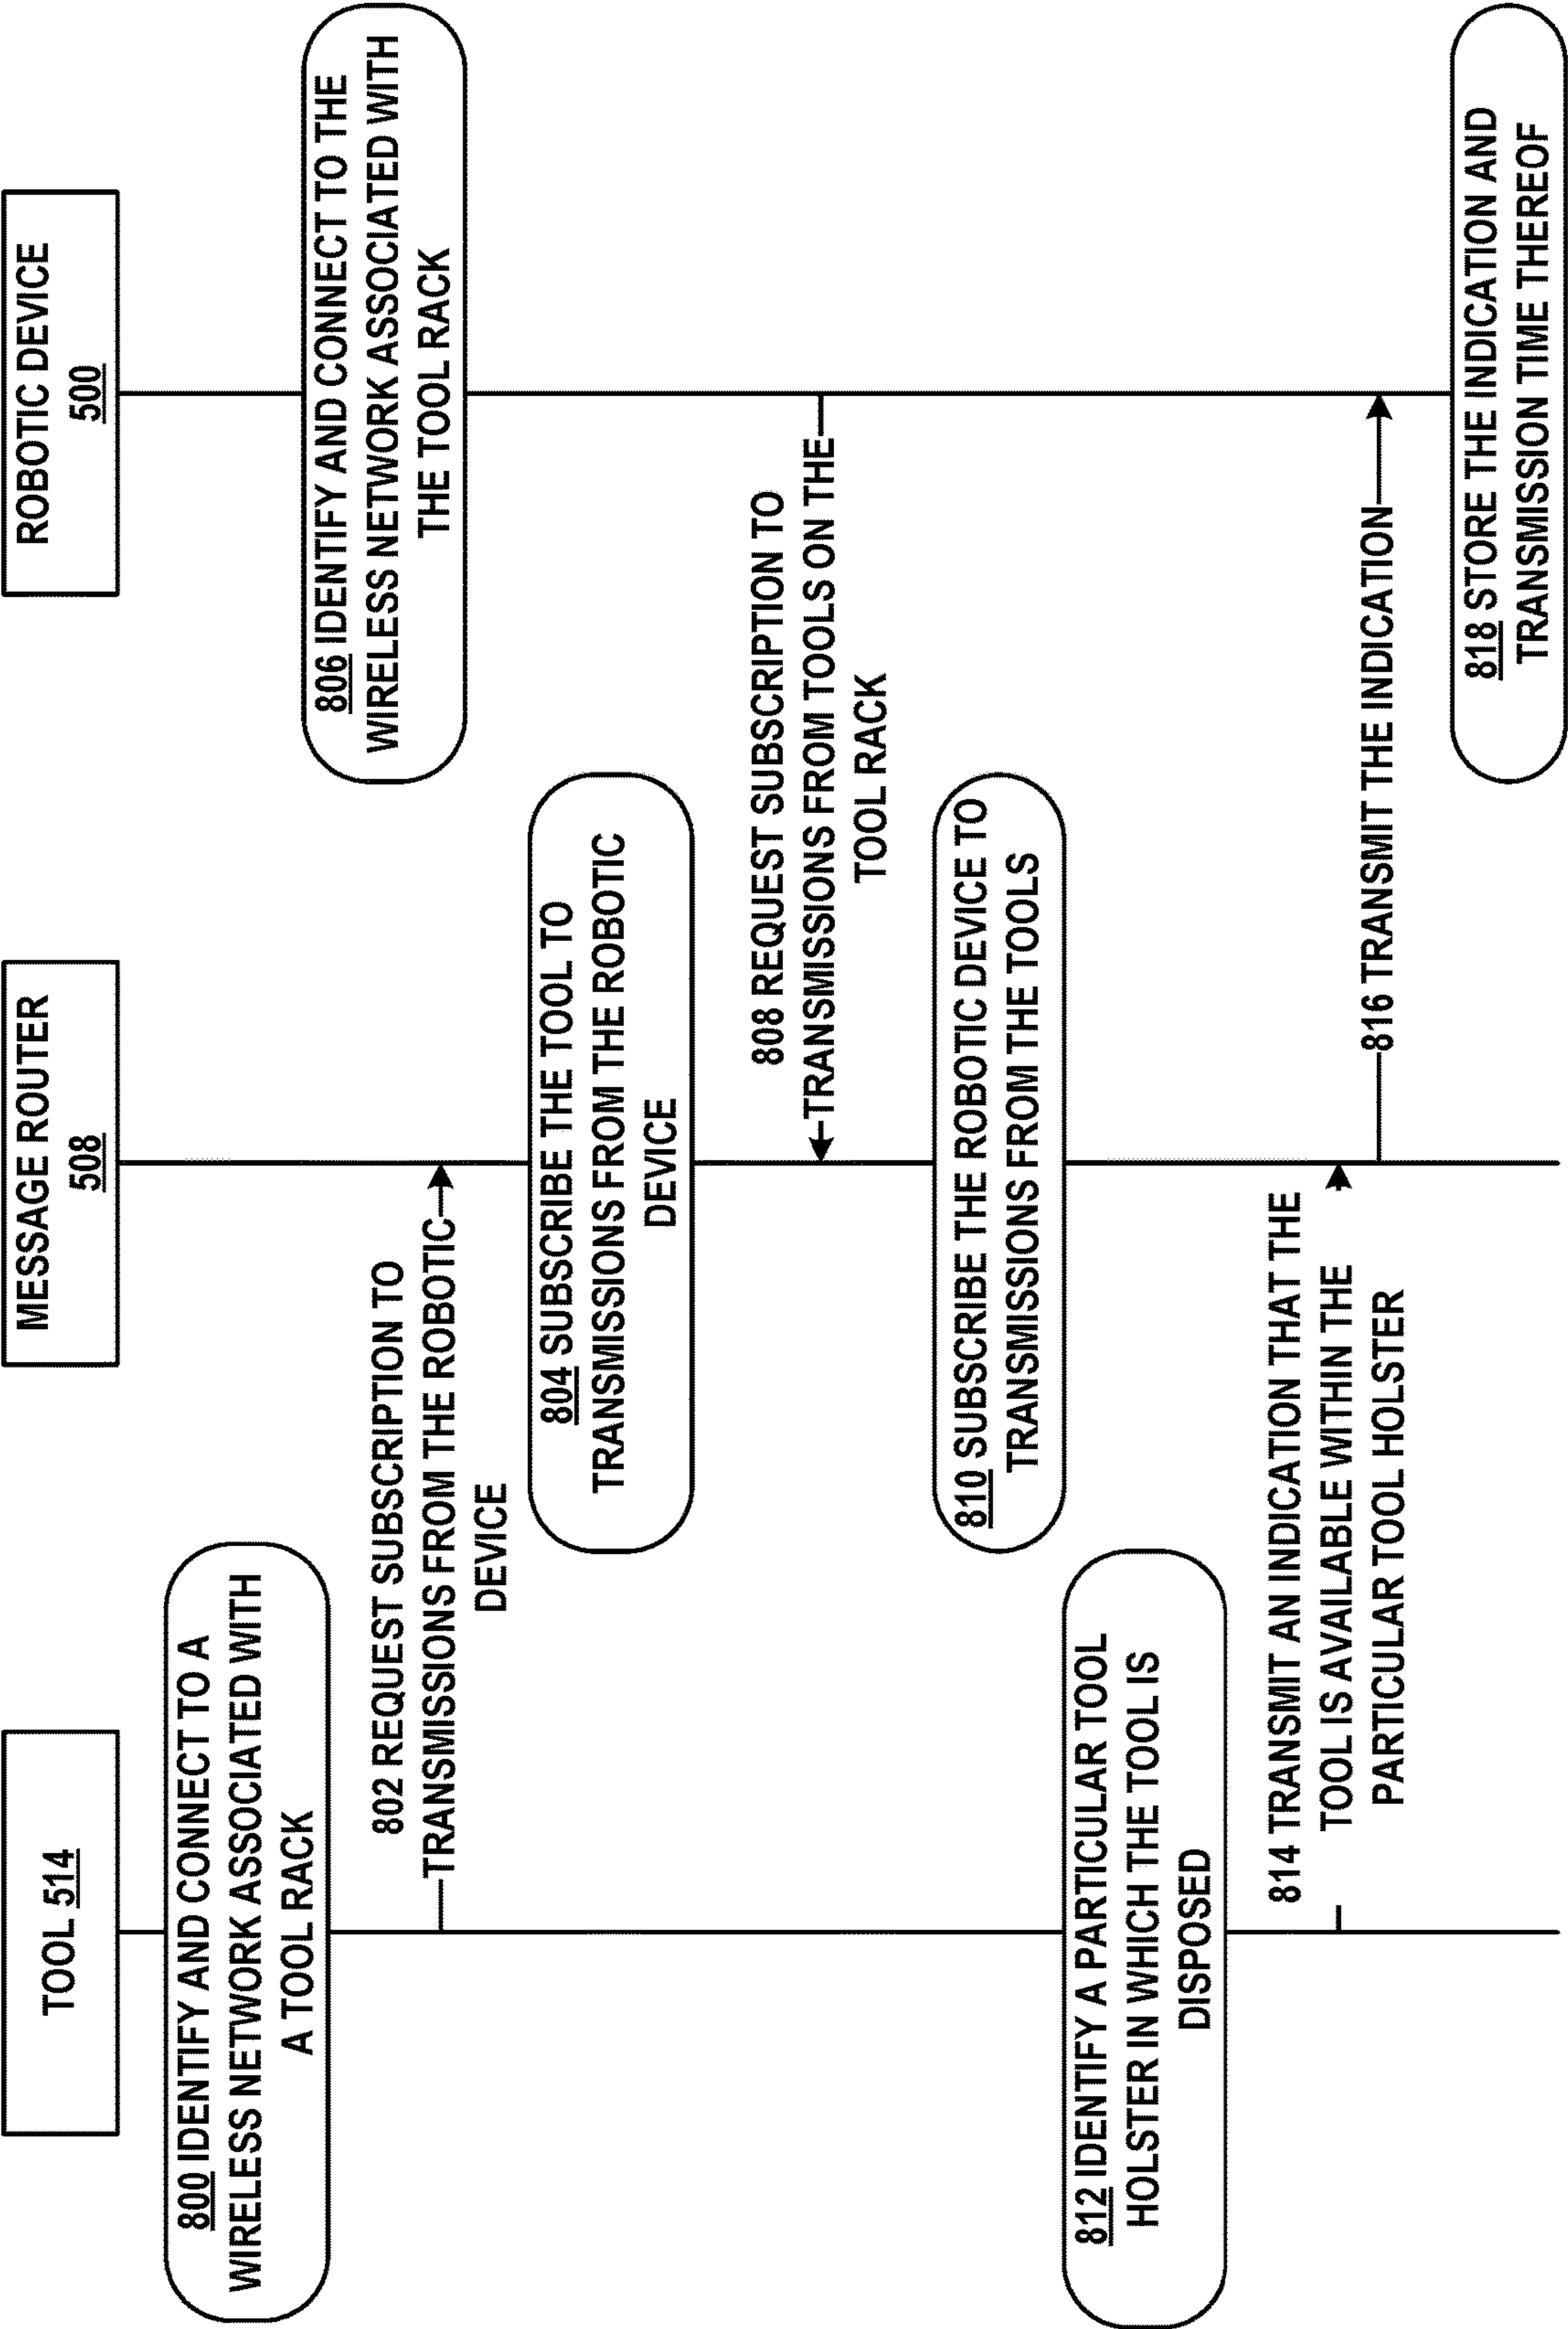 TOOL 514
MESSAGE ROUTER
508
ROBOTIC DEVICE
500
800 IDENTIFY AND CONNECT TO A
WIRELESS NETWORK ASSOCIATED WITH
A TOOL RACK
802 REQUEST SUBSCRIPTION TO
TRANSMISSIONS FROM THE ROBOTIC
DEVICE
804 SUBSCRIBE THE TOOL TO
TRANSMISSIONS FROM THE ROBOTIC
DEVICE
806 IDENTIFY AND CONNECT TO THE
WIRELESS NETWORK ASSOCIATED WITH
THE TOOL RACK
808 REQUEST SUBSCRIPTION TO
TRANSMISSIONS FROM TOOLS ON THE
TOOL RACK
810 SUBSCRIBE THE ROBOTIC DEVICE TO
TRANSMISSIONS FROM THE TOOLS
812 IDENTIFY A PARTICULAR TOOL
HOLSTER IN WHICH THE TOOL IS
DISPOSED
814 TRANSMIT AN INDICATION THAT THE
TOOL IS AVAILABLE WITHIN THE
PARTICULAR TOOL HOLSTER
816 TRANSMIT THE INDICATION
818 STORE THE INDICATION AND
TRANSMISSION TIME THEREOF